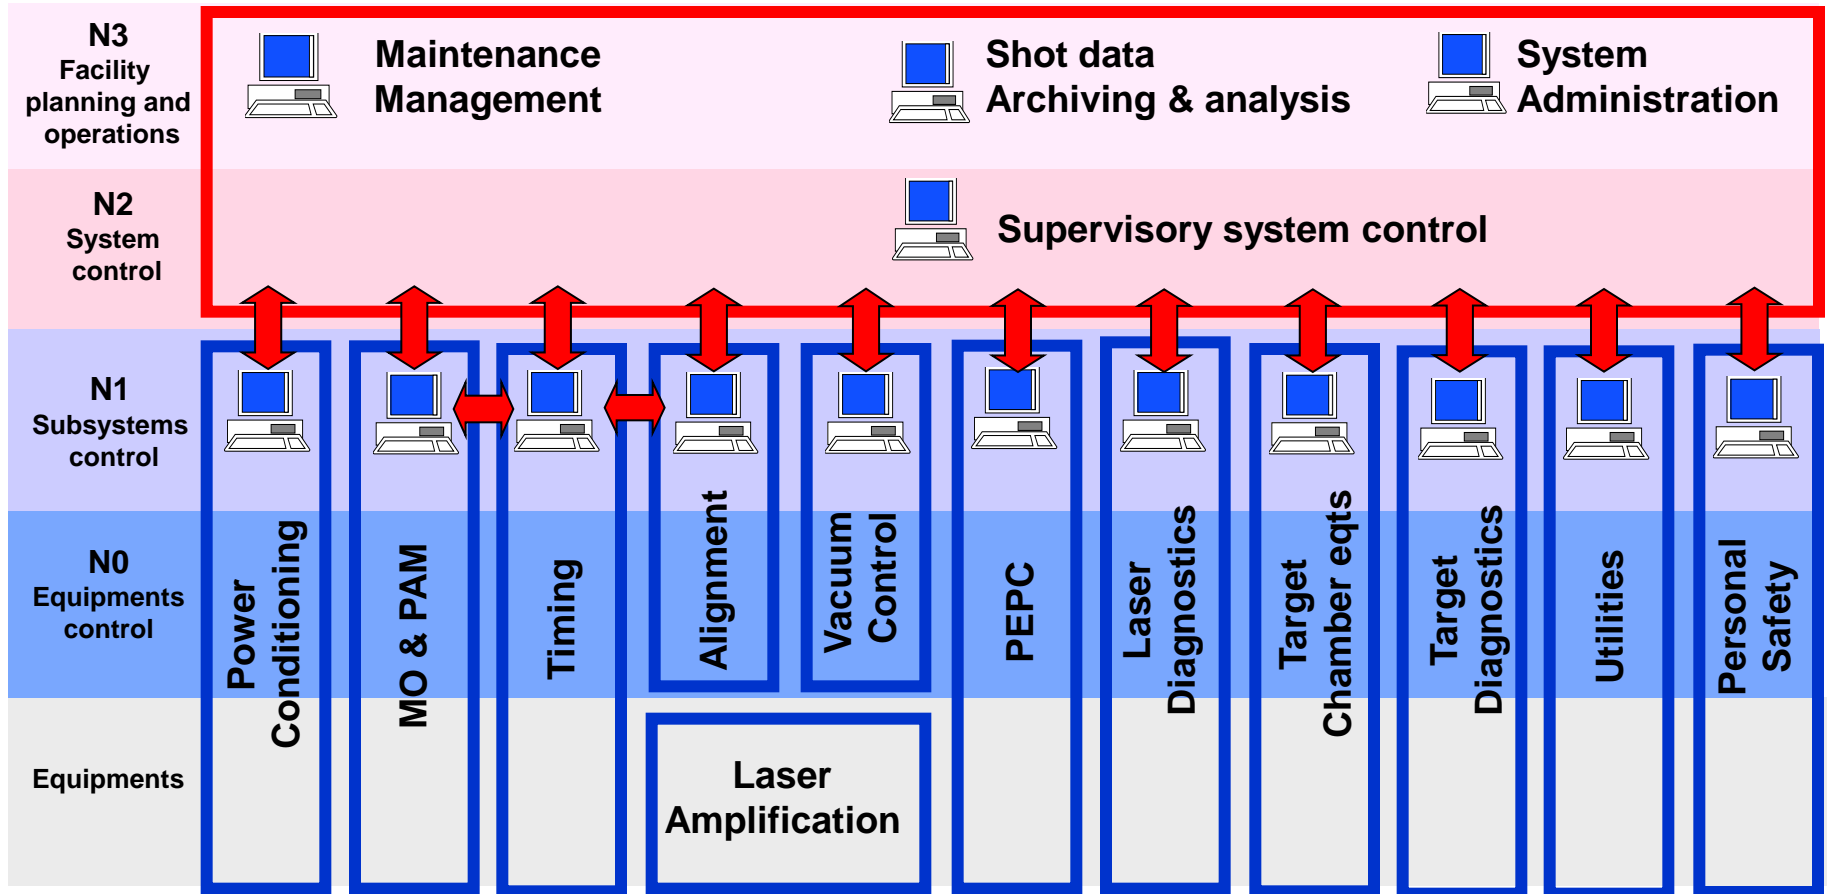 N3
Facility
planning and
operations
Maintenance
Management
Shot data
Archiving & analysis
System
Administration
N2
System
control
Supervisory system control
N1
Subsystems
control
N0
Equipments
control
Equipments
Power
Conditioning
MO & PAM
Timing
Alignment
Vacuum
Control
PEPC
Laser
Diagnostics
Target
Chamber eqts
Target
Diagnostics
Utilities
Personal
Safety
Laser
Amplification